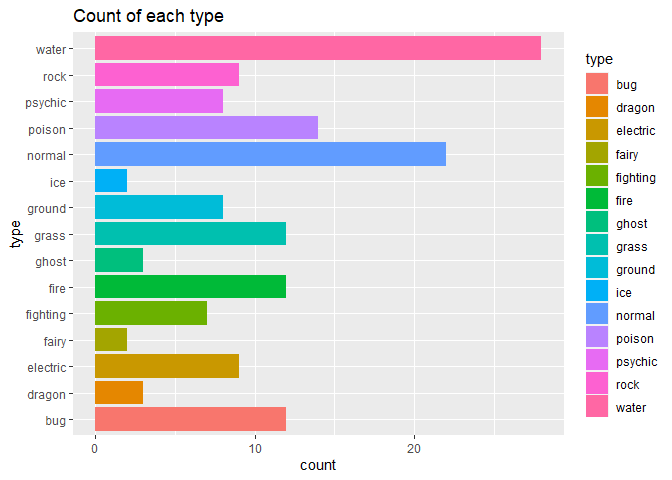 Count of each type
type
water
rock
psychic
poison
normal
ice
ground
grass
ghost
fire
fighting
fairy
electric
dragon
bug
0
10
20
count
type
bug
dragon
electric
fairy
fighting
fire
ghost
grass
ground
ice
normal
poison
psychic
rock
water